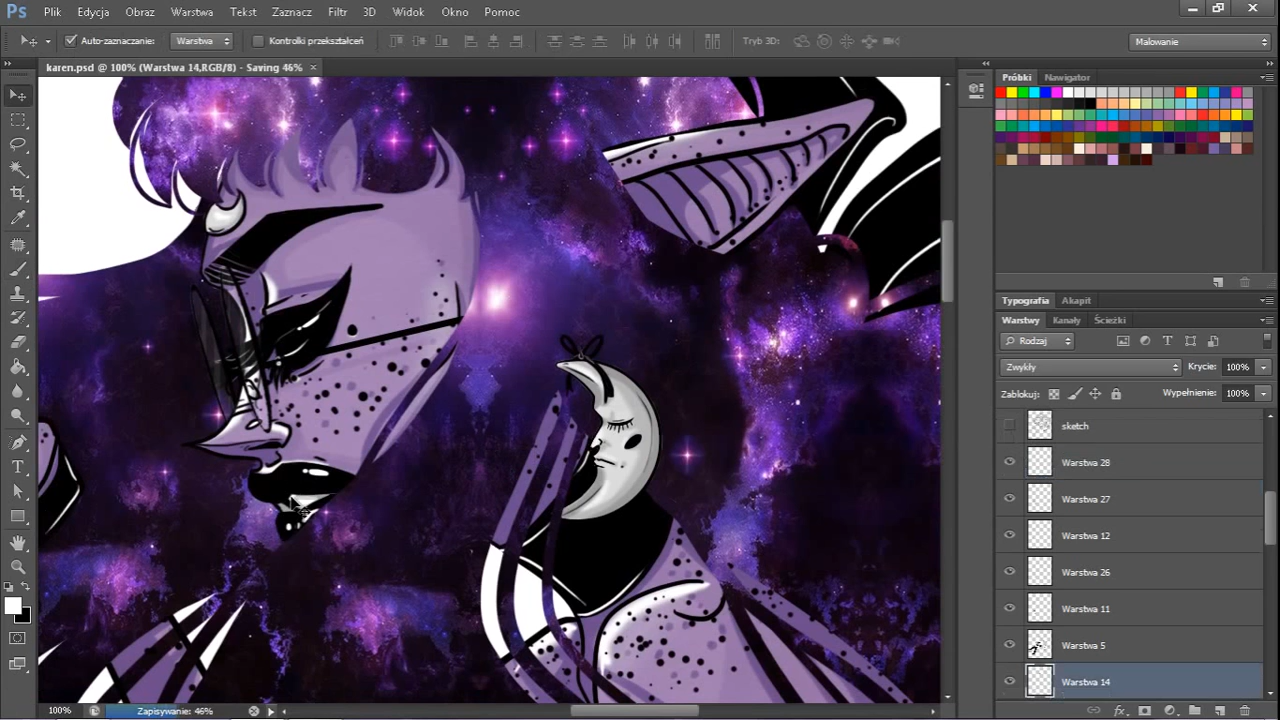 Ps Plik Edycja Obraz Warstwa Tekst Zaznacz Filtr 3D Widok Okno Pomoc
Auto-zaznaczanie: Warstwa Kontrolki przekształceń Tryb 3D: Malowanie
karen.psd @ 100% (Warstwa 14,RGB/8) - Saving 46% ×
Próbki Nawigator
Typografia Akapit
Warstwy Kanały Ścieżki
Rodzaj
Zwykły Krycie: 100%
Zablokuj: Wypełnienie: 100%
sketch
Warstwa 28
Warstwa 27
Warstwa 12
Warstwa 26
Warstwa 11
Warstwa 5
Warstwa 14
100% Zapisywanie: 46%